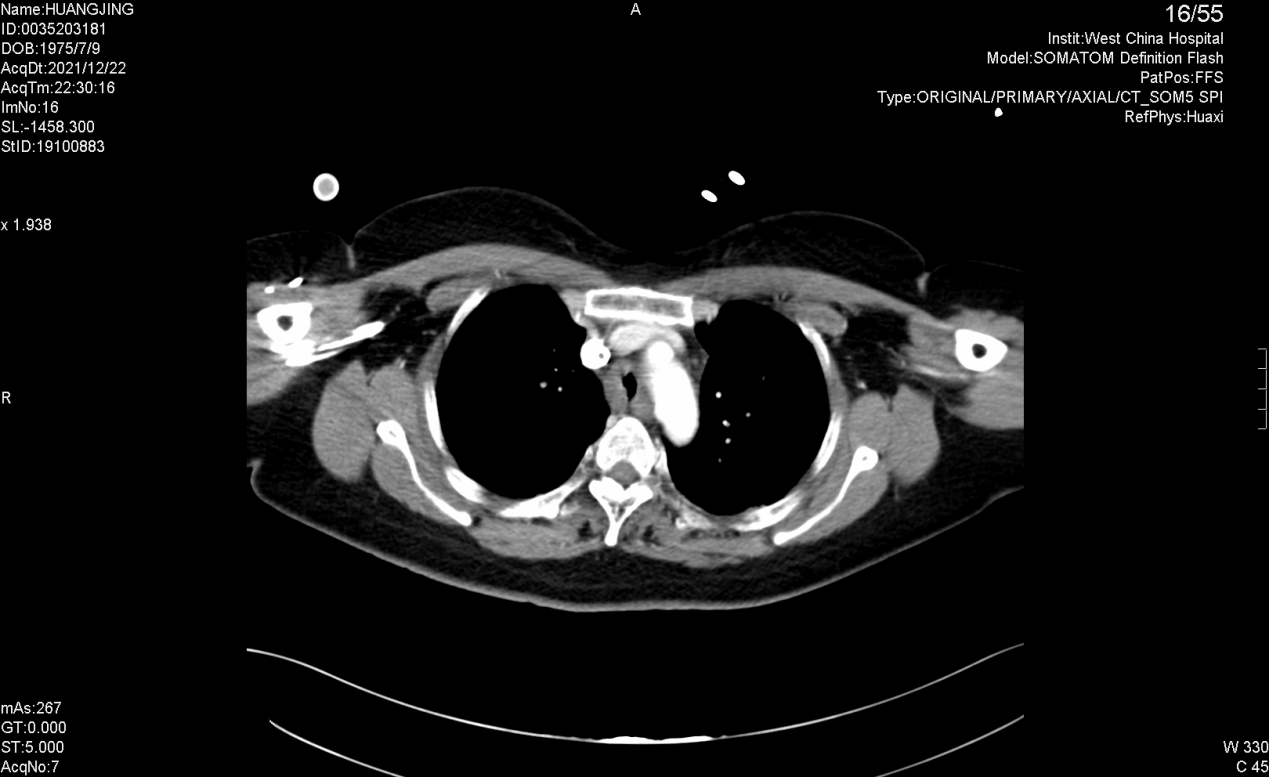 Name:HUANGJING
ID:0035203181
DOB:1975/7/9
AcqDt:2021/12/22
AcqTm:22:30:16
ImNo:16
SL:-1458.300
StID:19100883
x 1.938
A
16/55
Instit:West China Hospital
Model:SOMATOM Definition Flash
PatPos:FFS
Type:ORIGINAL/PRIMARY/AXIAL/CT_SOM5 SPI
RefPhys:Huaxi
R
mAs:267
GT:0.000
ST:5.000
AcqNo:7
W 330
C 45